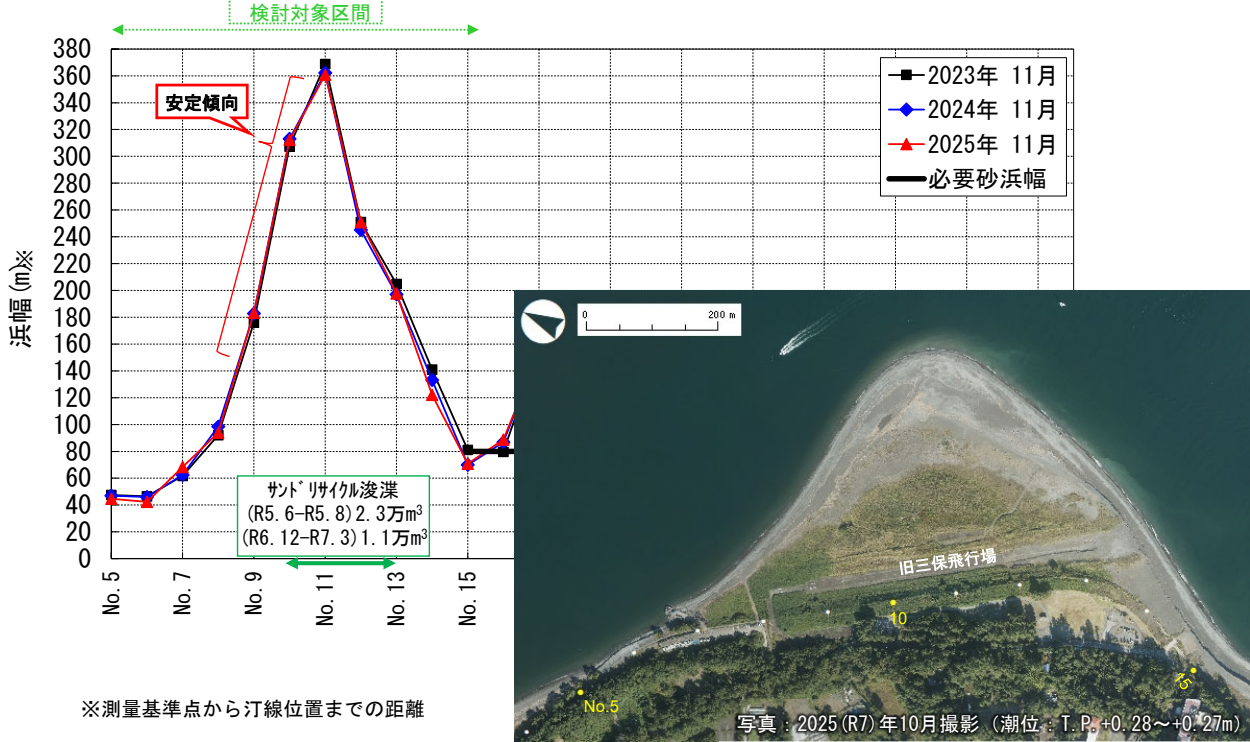 検討対象区間
380
360
340
320
300
280
260
240
220
200
180
160
140
120
100
80
60
40
20
0
浜幅(m)※
安定傾向
2023年 11月
2024年 11月
2025年 11月
必要砂浜幅
サンドリサイクル浚渫
(R5.6-R5.8)2.3万m³
(R6.12-R7.3)1.1万m³
No.5
No.7
No.9
No.11
No.13
No.15
0 200 m
旧三保飛行場
10
15
No.5
写真：2025(R7)年10月撮影（潮位：T.P.+0.28～+0.27m）
※測量基準点から汀線位置までの距離